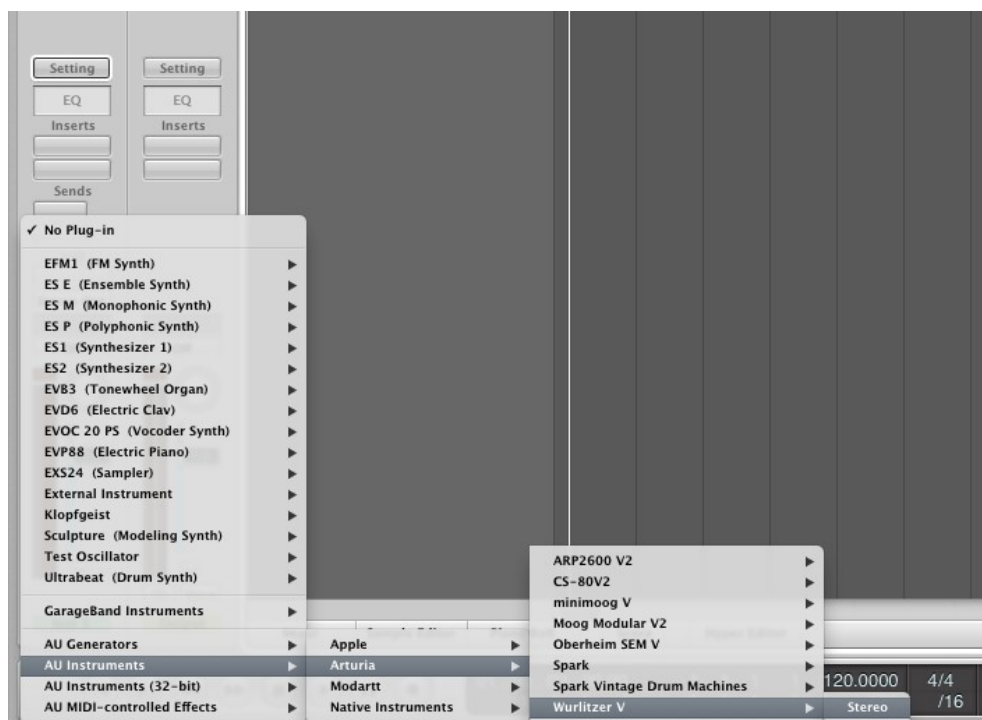 Setting Setting
EQ EQ
Inserts Inserts
Sends
✓ No Plug-in
EFM1 (FM Synth)
ES E (Ensemble Synth)
ES M (Monophonic Synth)
ES P (Polyphonic Synth)
ES1 (Synthesizer 1)
ES2 (Synthesizer 2)
EVB3 (Tonewheel Organ)
EVD6 (Electric Clav)
EVOC 20 PS (Vocoder Synth)
EVP88 (Electric Piano)
EXS24 (Sampler)
External Instrument
Klopfgeist
Sculpture (Modeling Synth)
Test Oscillator
Ultrabeat (Drum Synth)
GarageBand Instruments
AU Generators
AU Instruments
AU Instruments (32-bit)
AU MIDI-controlled Effects
Apple
Arturia
Modartt
Native Instruments
ARP2600 V2
CS-80V2
minimoog V
Moog Modular V2
Oberheim SEM V
Spark
Spark Vintage Drum Machines
Wurlitzer V
Stereo
120.0000 4/4
/16